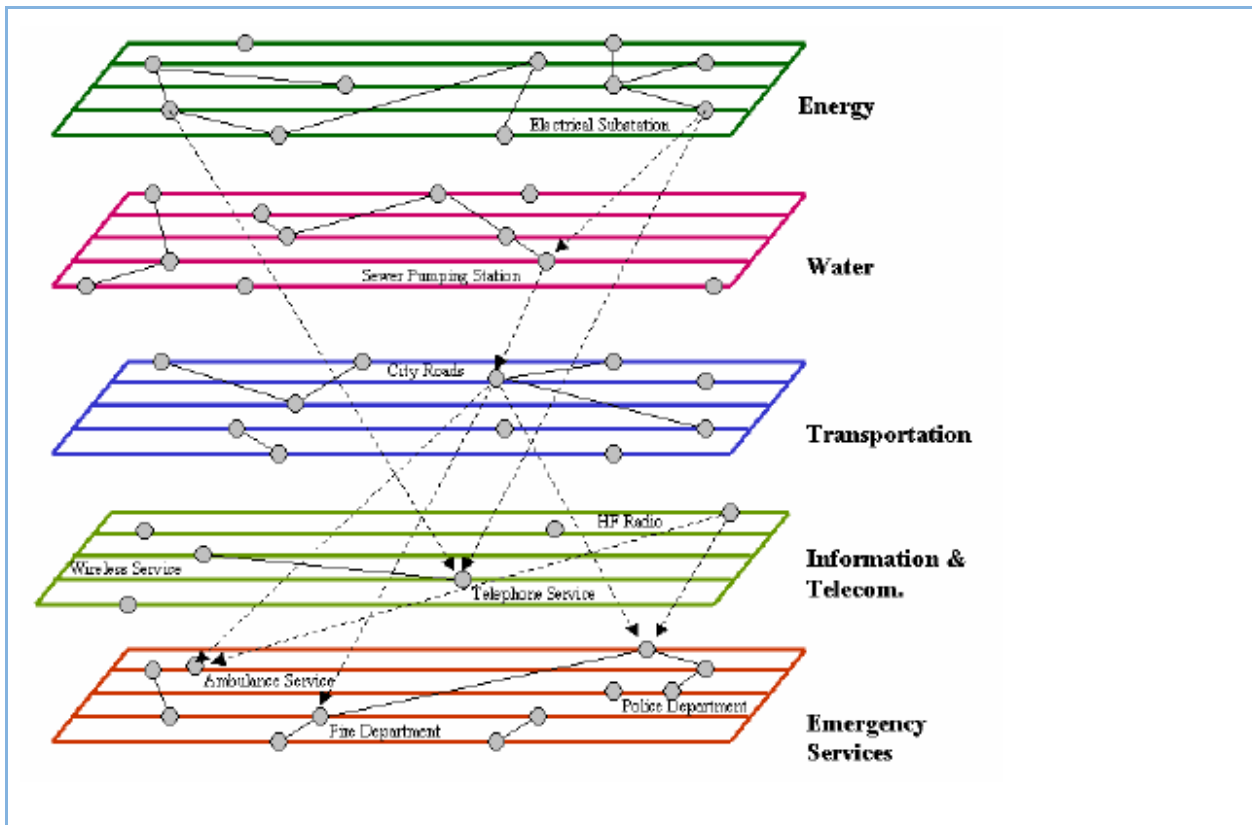 Electrical Substation
Energy
Sewer Pumping Station
Water
City Roads
Transportation
HF Radio
Wireless Service
Telephone Service
Information &
Telecom.
Ambulance Service
Police Department
Fire Department
Emergency
Services